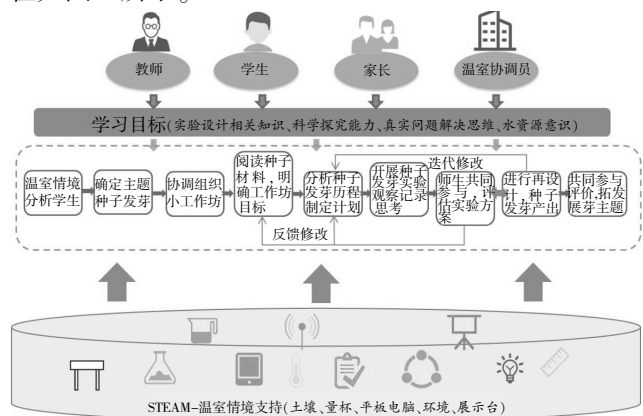 教师
学生
家长
温室协调员
学习目标(实验设计相关知识、科学探究能力、真实问题解决思维、水资源意识)
迭代修改
温室情境
分析学生
确定主题
种子发芽
协调组织
小工作坊
阅读种子
材料,明
确工作坊
目标
分析种子
发芽历程
制定计划
开展种子
发芽实验
观察记录
思考
师生共同
参与,评
估实验方
案
进行再设
计,种子
发芽产出
共同参与
评价,拓发
展芽主题
反馈修改
STEAM-温室情境支持(土壤、量杯、平板电脑、环境、展示台)